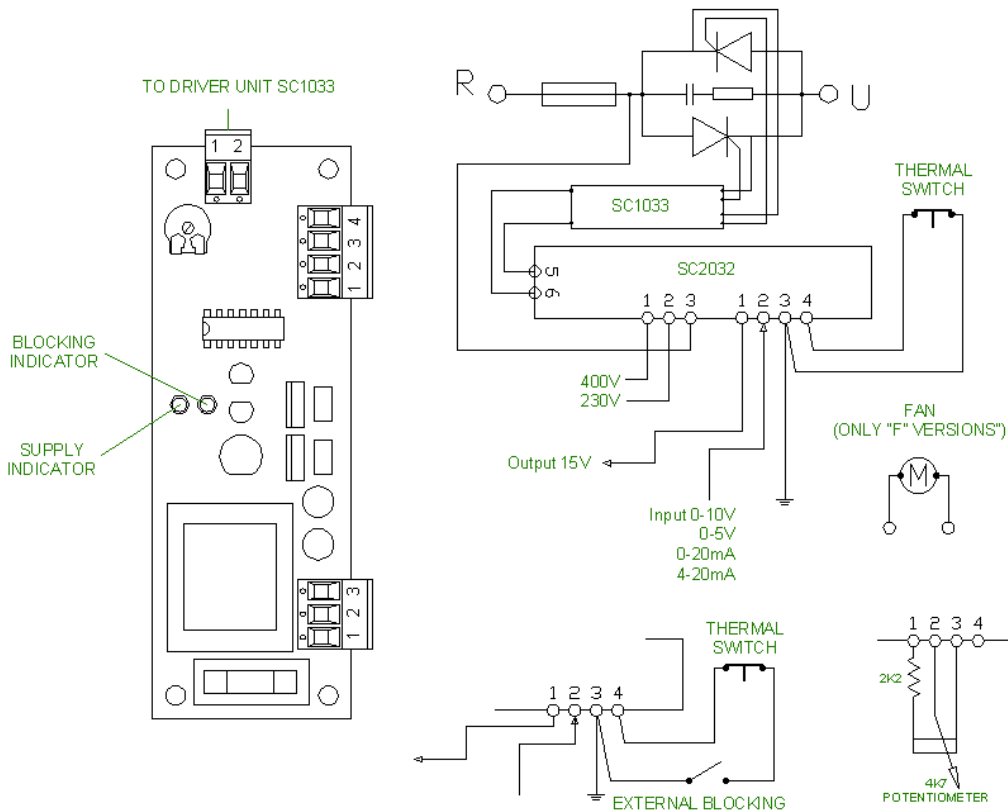 TO DRIVER UNIT SC1033
1 2
4
3
2
1
BLOCKING
INDICATOR
SUPPLY
INDICATOR
3
2
1
R
U
SC1033
SC2032
5
6
1 2 3 1 2 3 4
400V
230V
Output 15V
Input 0-10V
0-5V
0-20mA
4-20mA
THERMAL
SWITCH
FAN
(ONLY "F" VERSIONS")
M
THERMAL
SWITCH
1 2 3 4
EXTERNAL BLOCKING
1 2 3 4
2K2
4K7
POTENTIOMETER